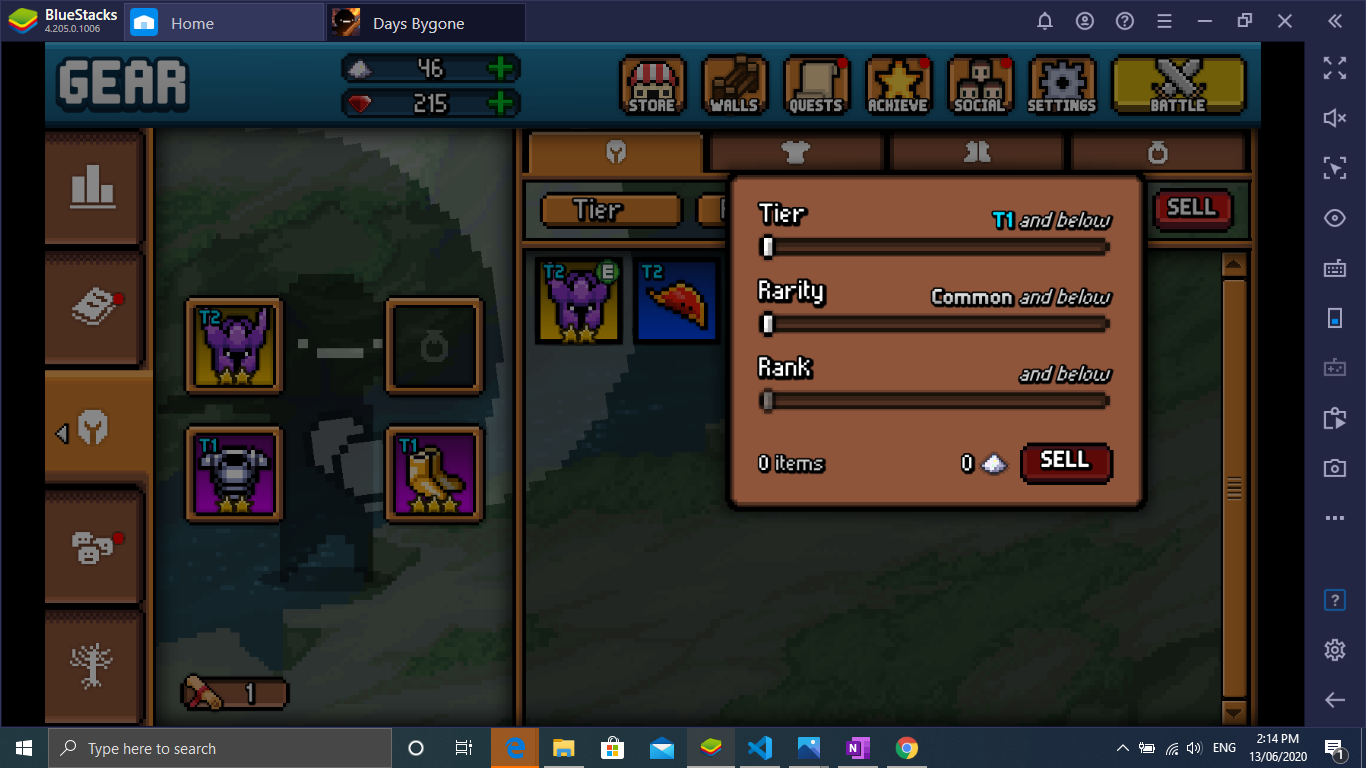 BlueStacks
4.205.0.1006
Home
Days Bygone
GEAR
46
215
STORE
WALLS
QUESTS
ACHIEVE
SOCIAL
SETTINGS
BATTLE
Tier
SELL
T2
E
T2
Tier
T1 and below
Rarity
Common and below
Rank
and below
0 items
0
SELL
T2
T1
T1
1
Type here to search
ENG
2:14 PM
13/06/2020
1